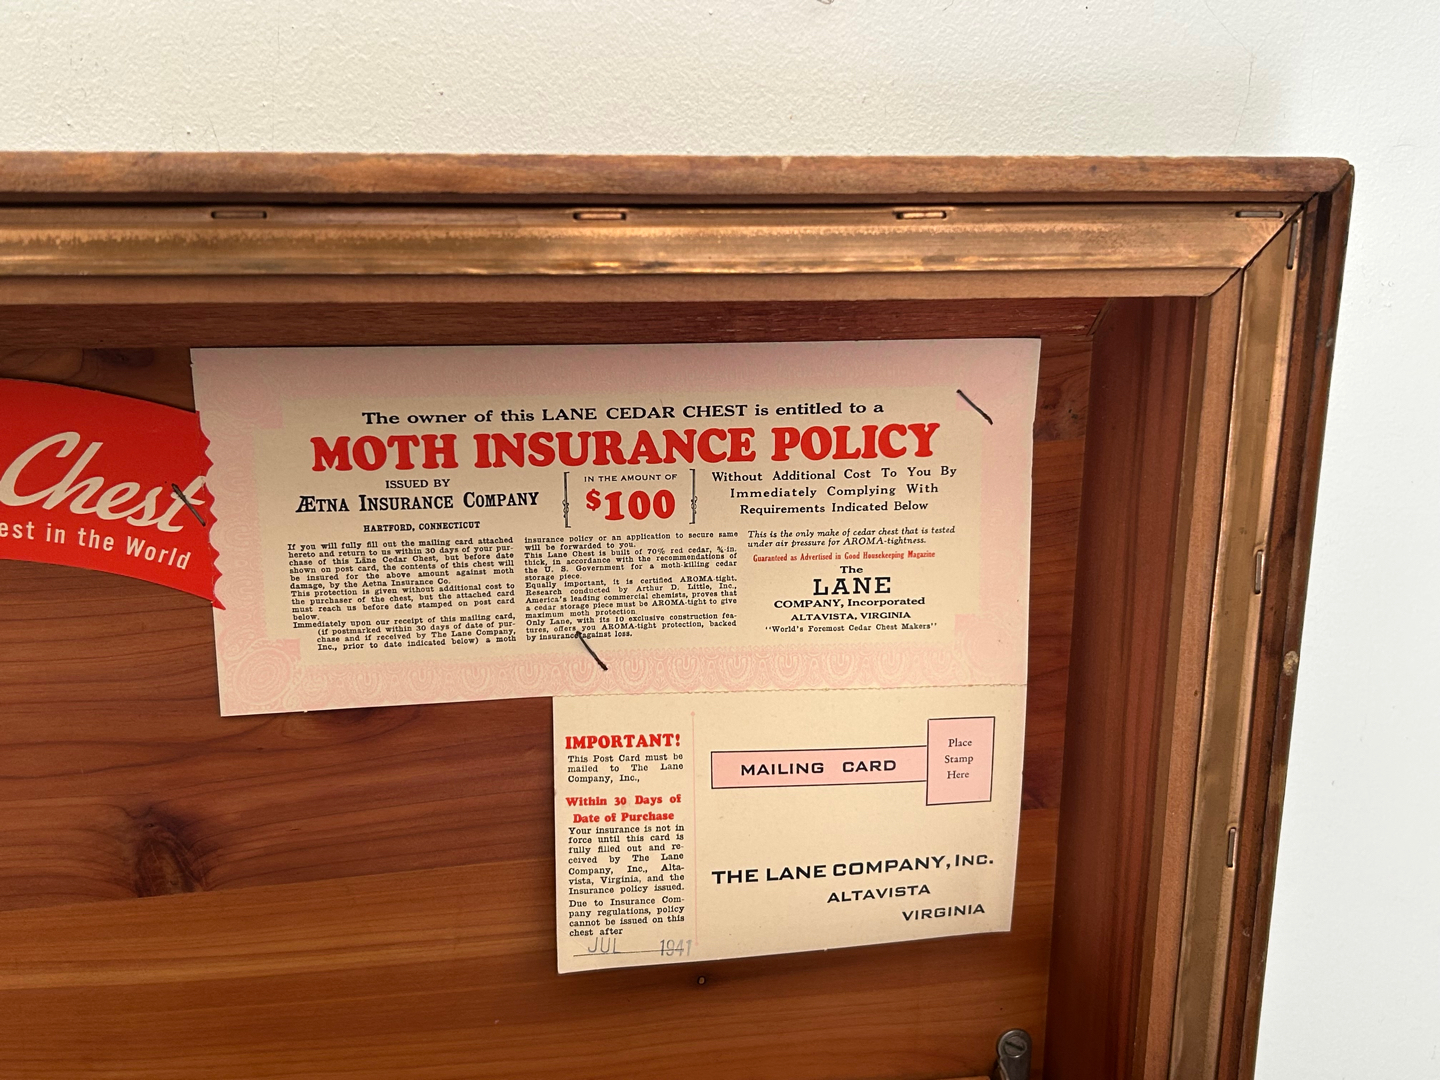 Chest
est in the World
The owner of this LANE CEDAR CHEST is entitled to a
MOTH INSURANCE POLICY
ISSUED BY
ÆTNA INSURANCE COMPANY
HARTFORD, CONNECTICUT
IN THE AMOUNT OF
$100
Without Additional Cost To You By
Immediately Complying With
Requirements Indicated Below
If you will fully fill out the mailing card attached
hereto and return to us within 30 days of your pur-
chase of this Lane Cedar Chest, but before date
shown on post card, the contents of this chest will
be insured for the above amount against moth
damage, by the Aetna Insurance Co.
This protection is given without additional cost to
the purchaser of the chest, but the attached card
must reach us before date stamped on post card
below.
Immediately upon our receipt of this mailing card,
(if postmarked within 30 days of date of pur-
chase and if received by The Lane Company,
Inc., prior to date indicated below) a moth
insurance policy or an application to secure same
will be forwarded to you.
This Lane Chest is built of 70% red cedar, ¾-in.
thick, in accordance with the recommendations of
the U. S. Government for a moth-killing cedar
storage piece.
Equally important, it is certified AROMA-tight.
Research conducted by Arthur D. Little, Inc.,
America's leading commercial chemists, proves that
a cedar storage piece must be AROMA-tight to give
maximum moth protection.
Only Lane, with its 10 exclusive construction fea-
tures, offers you AROMA-tight protection, backed
by insurance against loss.
This is the only make of cedar chest that is tested
under air pressure for AROMA-tightness.
Guaranteed as Advertised in Good Housekeeping Magazine
The
LANE
COMPANY, Incorporated
ALTAVISTA, VIRGINIA
"World's Foremost Cedar Chest Makers"
IMPORTANT!
This Post Card must be
mailed to The Lane
Company, Inc.,
Within 30 Days of
Date of Purchase
Your insurance is not in
force until this card is
fully filled out and re-
ceived by The Lane
Company, Inc., Alta-
vista, Virginia, and the
Insurance policy issued.
Due to Insurance Com-
pany regulations, policy
cannot be issued on this
chest after
JUL 1941
MAILING CARD
Place
Stamp
Here
THE LANE COMPANY, INC.
ALTAVISTA
VIRGINIA